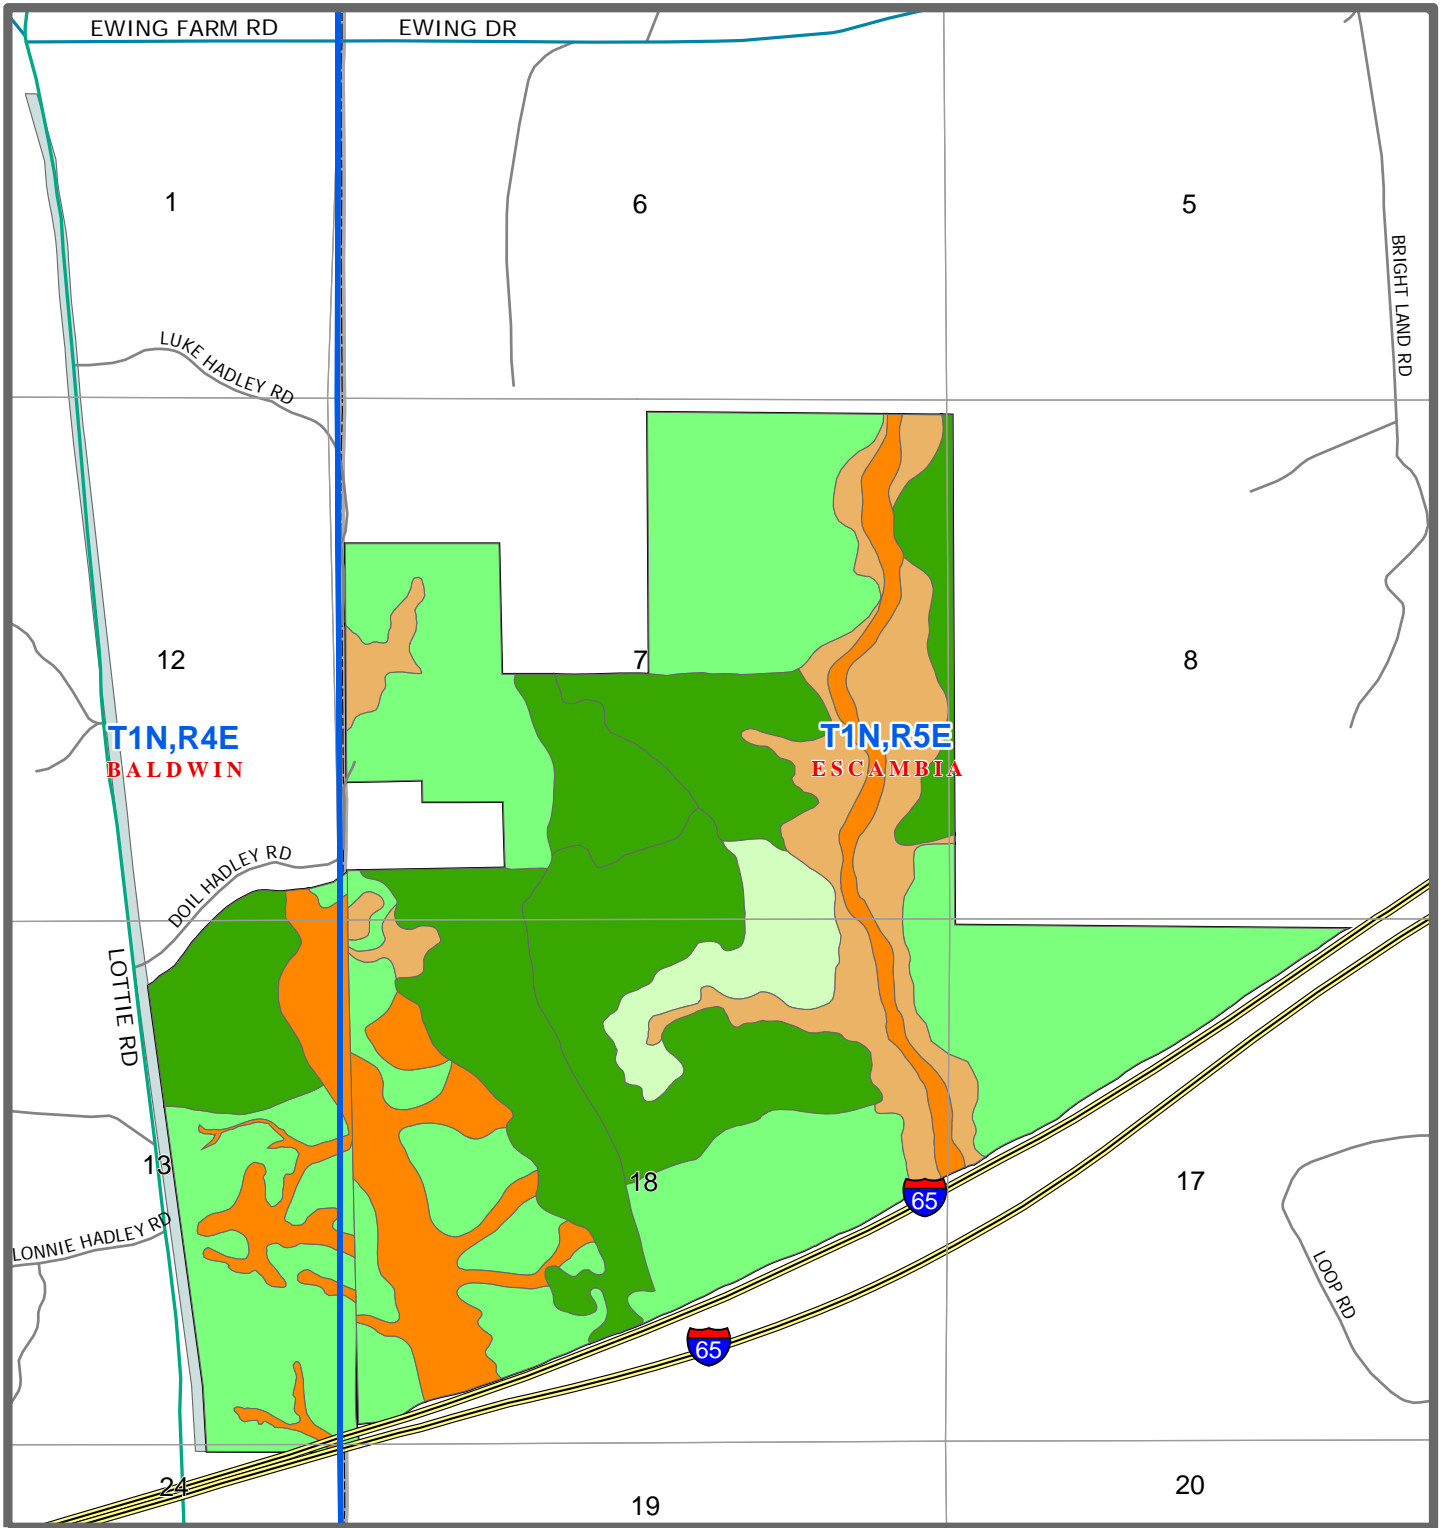 EWING FARM RD
EWING DR
1
6
5
BRIGHT LAND RD
LUKE HADLEY RD
12
7
8
T1N,R4E
BALDWIN
T1N,R5E
ESCAMBIA
DOIL HADLEY RD
LOTTIE RD
13
18
17
65
LONNIE HADLEY RD
LOOP RD
65
24
19
20